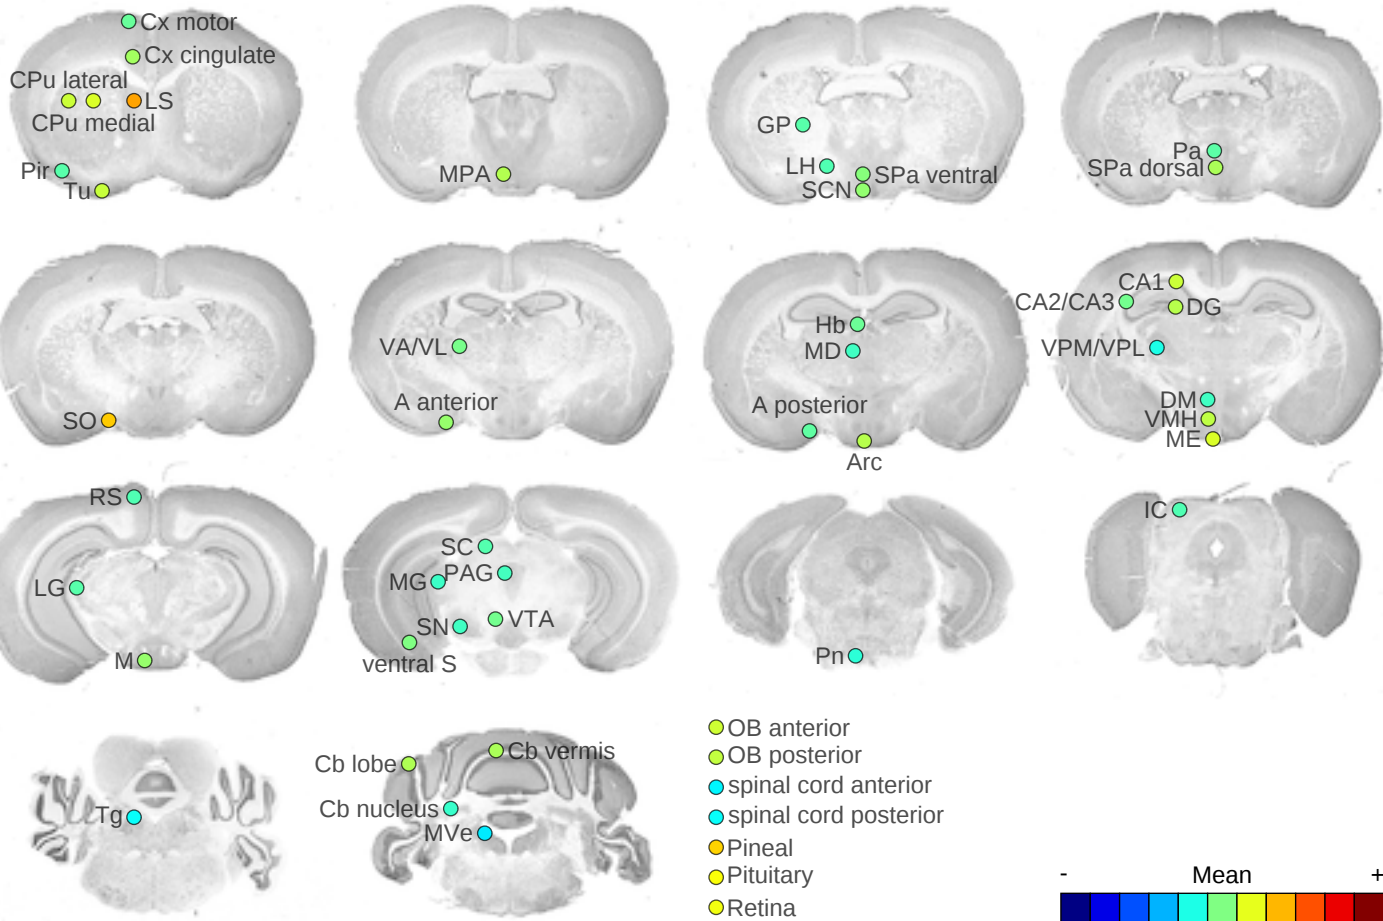 Cx motor
Cx cingulate
CPu lateral
LS
CPu medial
Pir
Tu
MPA
GP
LH
SPa ventral
SCN
Pa
SPa dorsal
SO
VA/VL
A anterior
Hb
MD
A posterior
Arc
CA1
CA2/CA3
DG
VPM/VPL
DM
VMH
ME
RS
LG
M
SC
MG
PAG
SN
VTA
ventral S
Pn
IC
Tg
Cb lobe
Cb vermis
Cb nucleus
MVe
OB anterior
OB posterior
spinal cord anterior
spinal cord posterior
Pineal
Pituitary
Retina
- Mean +